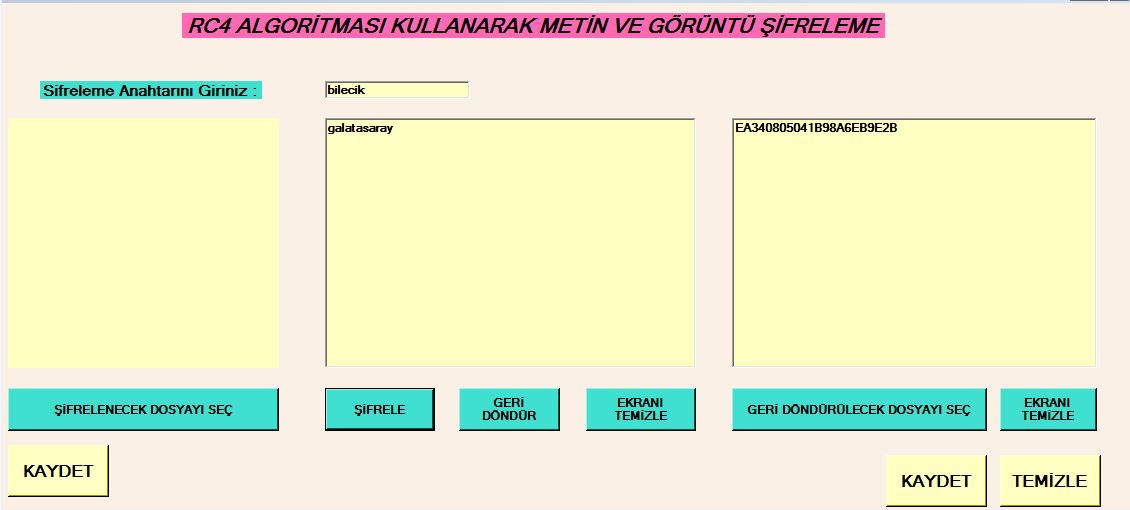 RC4 ALGORİTMASI KULLANARAK METİN VE GÖRÜNTÜ ŞİFRELEME
Sifreleme Anahtarını Giriniz :
bilecik
galatasaray
EA340805041B98A6EB9E2B
ŞİFRELENECEK DOSYAYI SEÇ
ŞİFRELE
GERİ
DÖNDÜR
EKRANI
TEMİZLE
GERİ DÖNDÜRÜLECEK DOSYAYI SEÇ
EKRANI
TEMİZLE
KAYDET
KAYDET
TEMİZLE